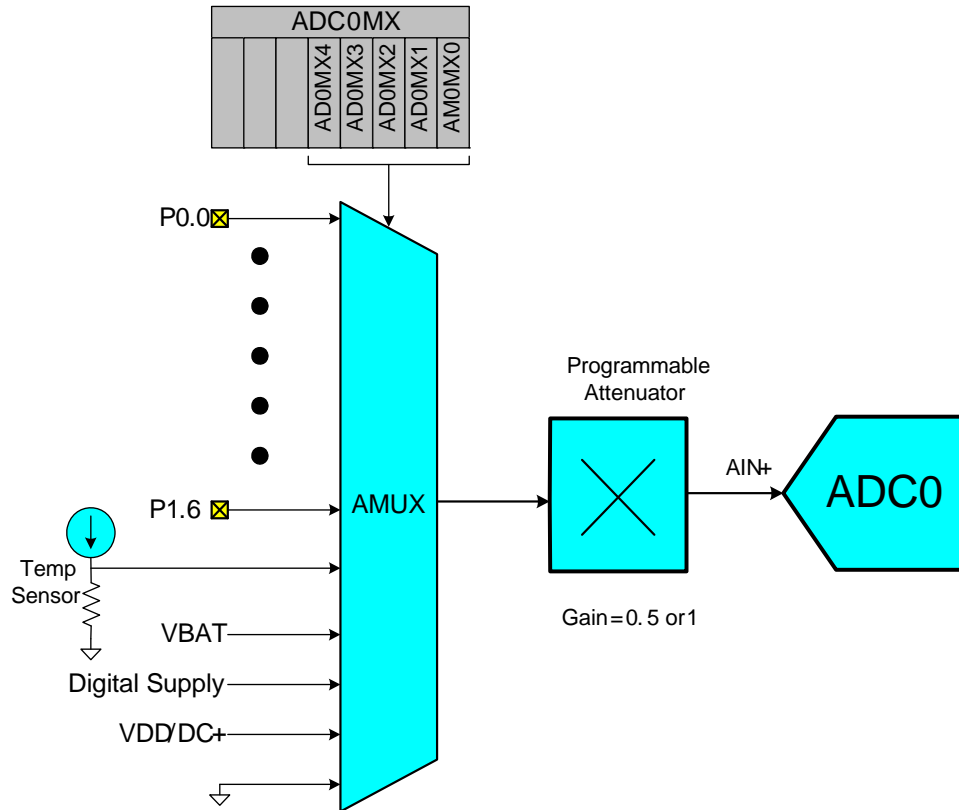 ADC0MX
AD0MX4
AD0MX3
AD0MX2
AD0MX1
AM0MX0
P0.0
Programmable
Attenuator
AIN+
ADC0
P1.6
AMUX
Temp
Sensor
Gain=0.5 or1
VBAT
Digital Supply
VDD/DC+